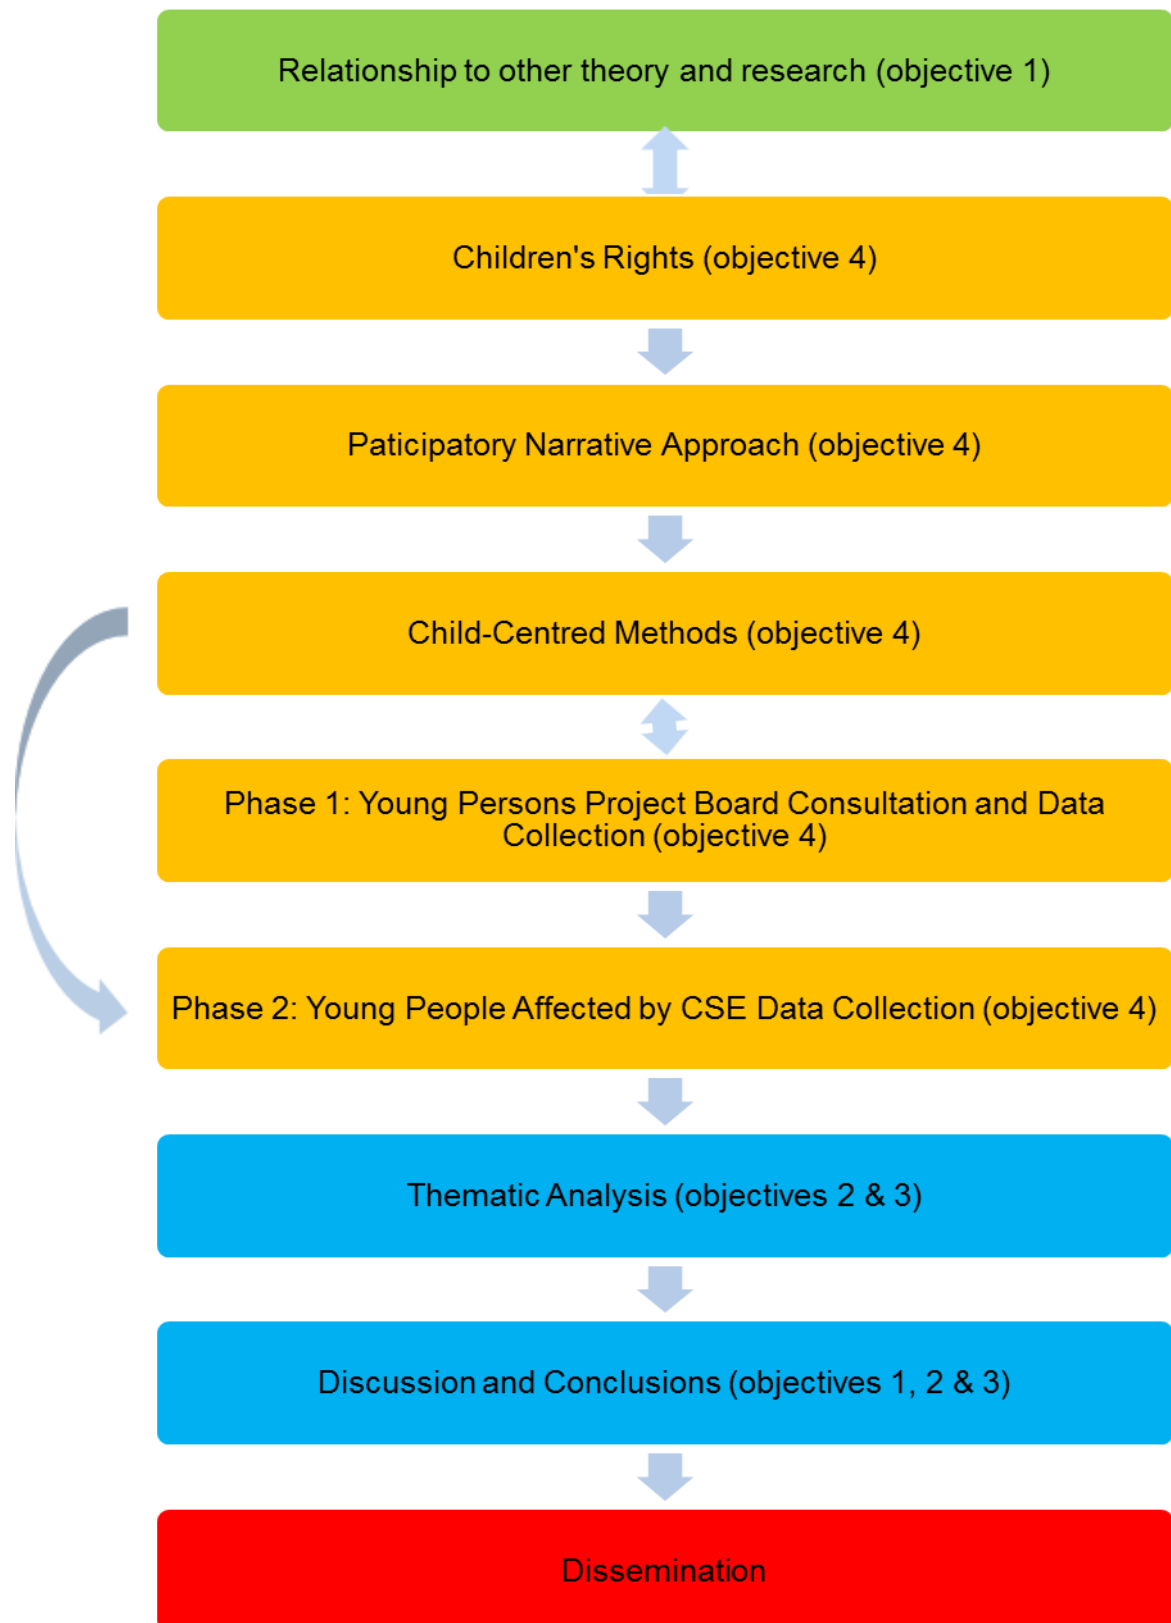 Relationship to other theory and research (objective 1)
Children's Rights (objective 4)
Paticipatory Narrative Approach (objective 4)
Child-Centred Methods (objective 4)
Phase 1: Young Persons Project Board Consultation and Data
Collection (objective 4)
Phase 2: Young People Affected by CSE Data Collection (objective 4)
Thematic Analysis (objectives 2 & 3)
Discussion and Conclusions (objectives 1, 2 & 3)
Dissemination